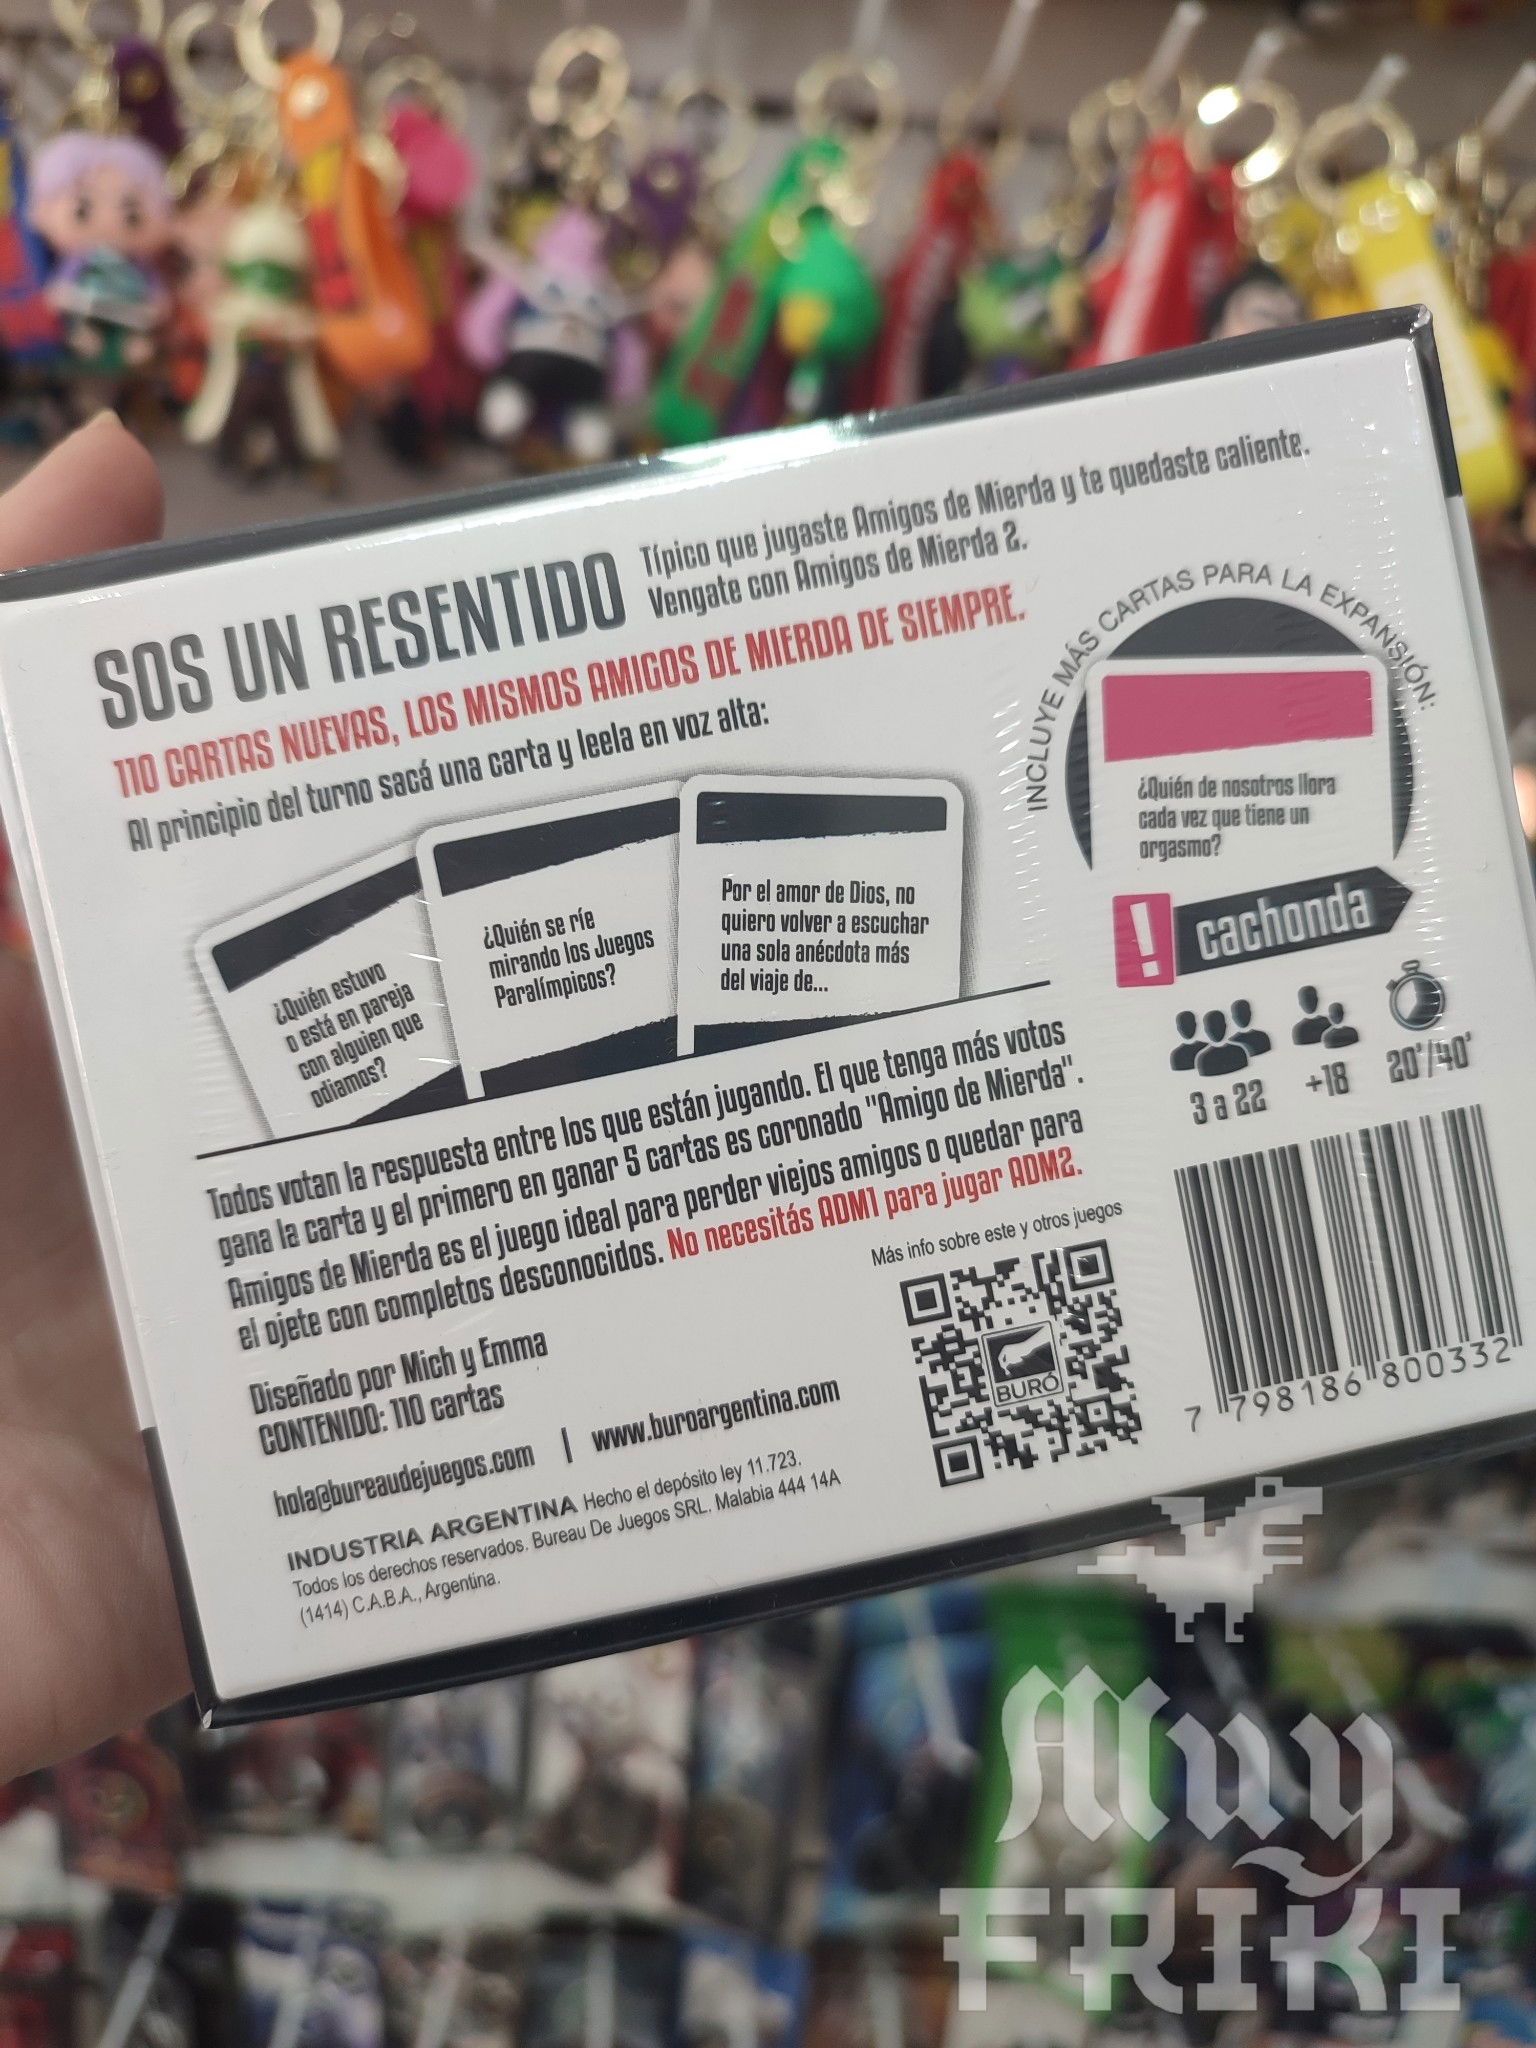 SOS UN RESENTIDO
Típico que jugaste Amigos de Mierda y te quedaste caliente.
Vengate con Amigos de Mierda 2.
110 CARTAS NUEVAS, LOS MISMOS AMIGOS DE MIERDA DE SIEMPRE.
Al principio del turno sacá una carta y leela en voz alta:
¿Quién estuvo
o está en pareja
con alguien que
odiamos?
¿Quién se ríe
mirando los Juegos
Paralímpicos?
Por el amor de Dios, no
quiero volver a escuchar
una sola anécdota más
del viaje de...
INCLUYE MÁS CARTAS PARA LA EXPANSIÓN:
¿Quién de nosotros llora
cada vez que tiene un
orgasmo?
! cachonda
3 a 22
+18
20'/40'
Todos votan la respuesta entre los que están jugando. El que tenga más votos
gana la carta y el primero en ganar 5 cartas es coronado "Amigo de Mierda".
Amigos de Mierda es el juego ideal para perder viejos amigos o quedar para
el ojete con completos desconocidos. No necesitás ADM1 para jugar ADM2.
Más info sobre este y otros juegos
BURÓ
Diseñado por Mich y Emma
CONTENIDO: 110 cartas
hola@bureaudejuegos.com | www.buroargentina.com
INDUSTRIA ARGENTINA Hecho el depósito ley 11.723.
Todos los derechos reservados. Bureau De Juegos SRL. Malabia 444 14A
(1414) C.A.B.A., Argentina.
7 798186 800332
Muy
FRIKI